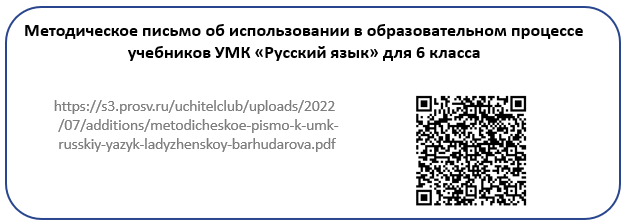 Методическое письмо об использовании в образовательном процессе
учебников УМК «Русский язык» для 6 класса
https://s3.prosv.ru/uchitelclub/uploads/2022
/07/additions/metodicheskoe-pismo-k-umk-
russkiy-yazyk-ladyzhenskoy-barhudarova.pdf